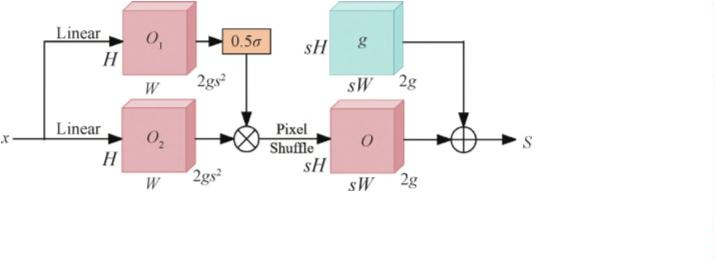 Linear
O₁
0.5σ
H
W
2gs²
sH
g
sW
2g
x
Linear
O₂
H
W
2gs²
Pixel
Shuffle
sH
O
sW
2g
S